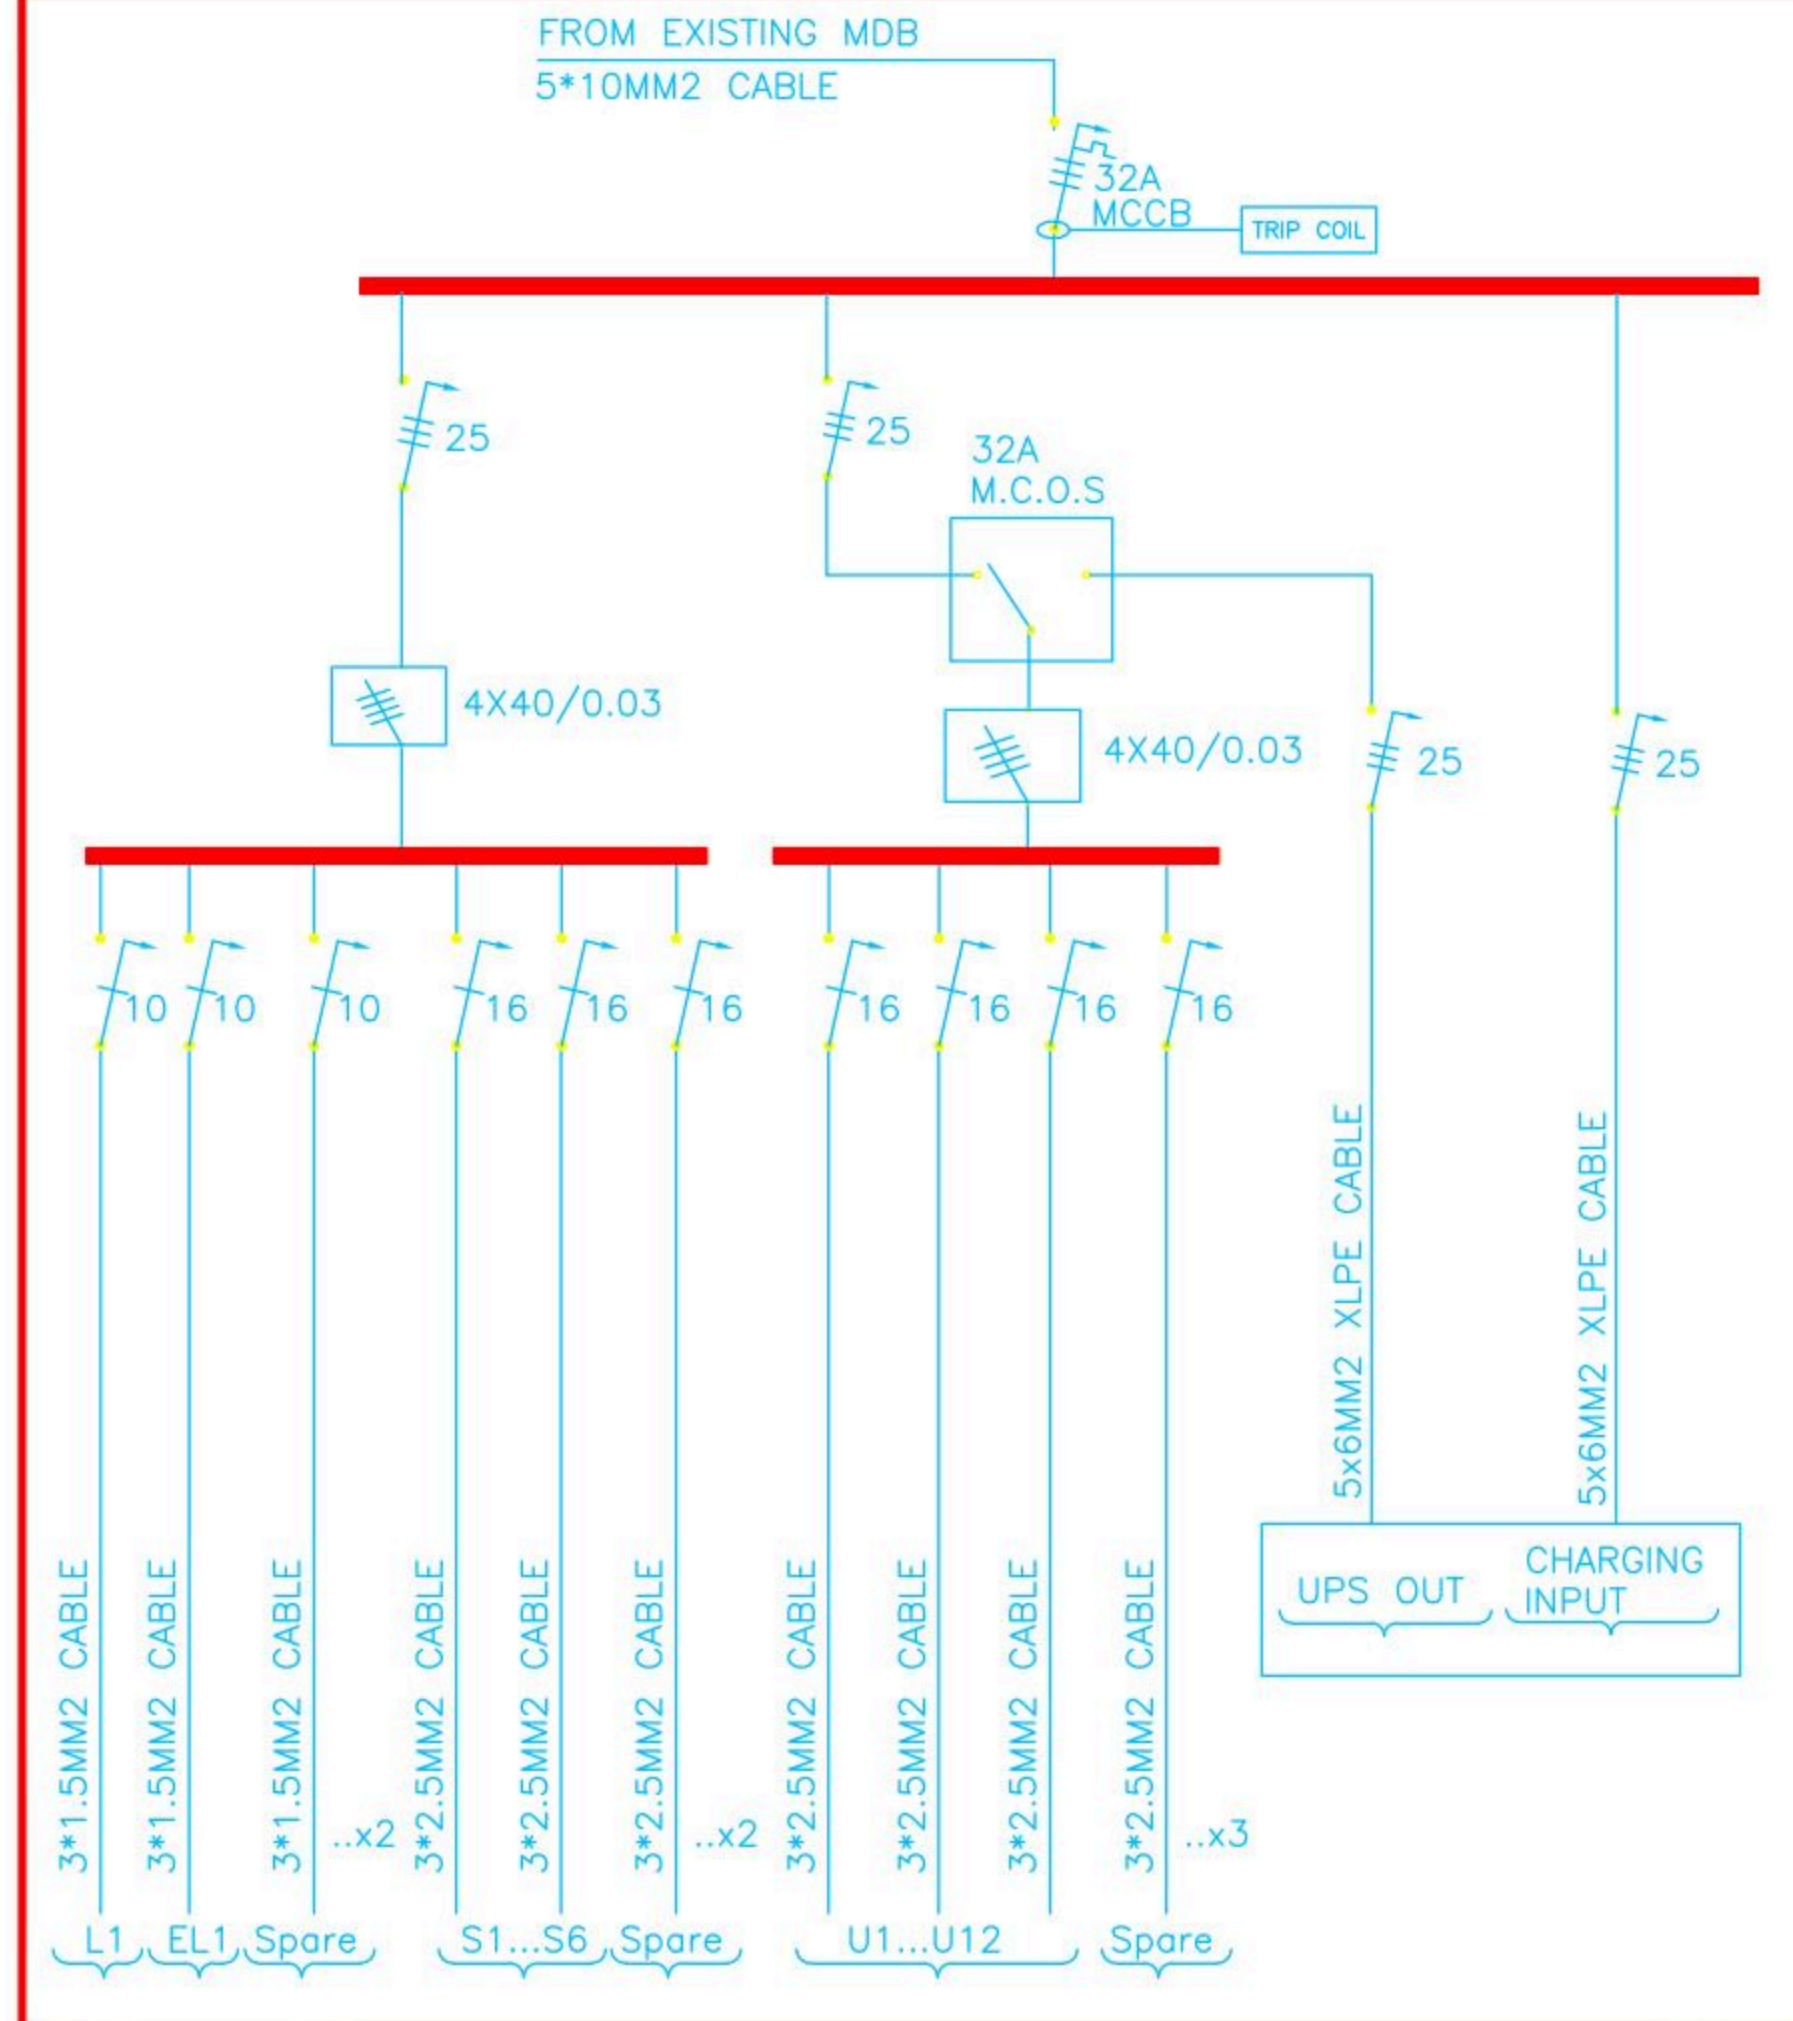 FROM EXISTING MDB
5*10MM2 CABLE
32A
MCCB
TRIP COIL
25
25
32A
M.C.O.S
4X40/0.03
4X40/0.03
25
25
10
10
10
16
16
16
16
16
16
16
5x6MM2 XLPE CABLE
5x6MM2 XLPE CABLE
UPS OUT
CHARGING
INPUT
3*1.5MM2 CABLE
3*1.5MM2 CABLE
3*1.5MM2 CABLE
..x2
3*2.5MM2 CABLE
3*2.5MM2 CABLE
3*2.5MM2 CABLE
..x2
3*2.5MM2 CABLE
3*2.5MM2 CABLE
3*2.5MM2 CABLE
3*2.5MM2 CABLE
..x3
L1
EL1
Spare
S1...S6
Spare
U1...U12
Spare